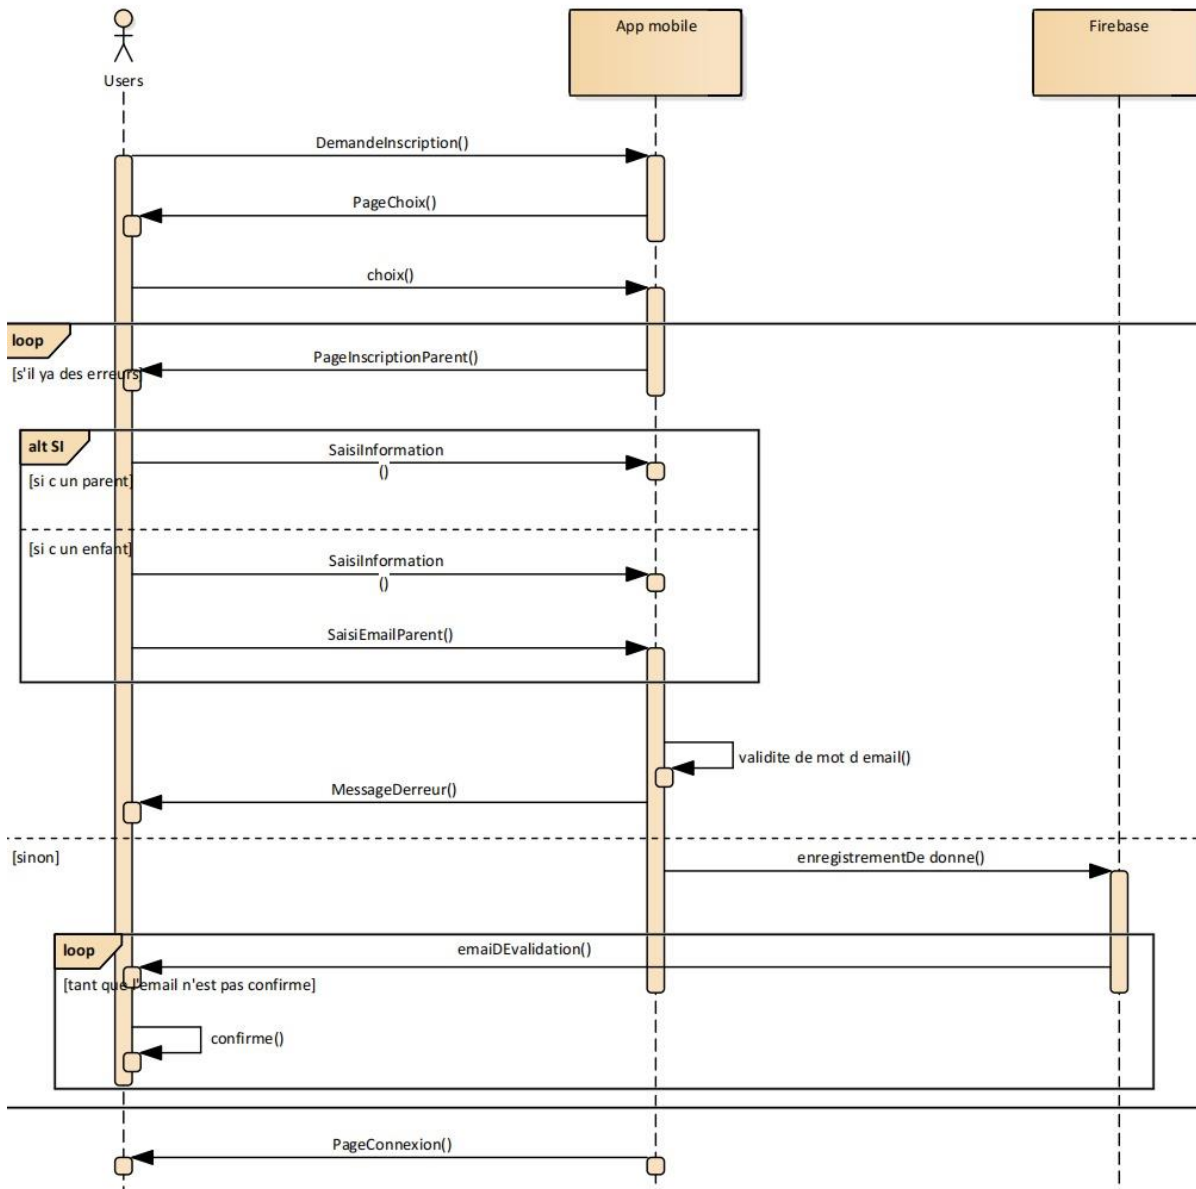 Users
App mobile
Firebase
DemandeInscription()
PageChoix()
choix()
loop
PageInscriptionParent()
[s'il ya des erreurs]
alt SI
SaisiInformation
()
[si c un parent]
[si c un enfant]
SaisiInformation
()
SaisiEmailParent()
validite de mot d email()
MessageDerreur()
[sinon]
enregistrementDe donne()
loop
emaiDEvalidation()
[tant que l'email n'est pas confirme]
confirme()
PageConnexion()